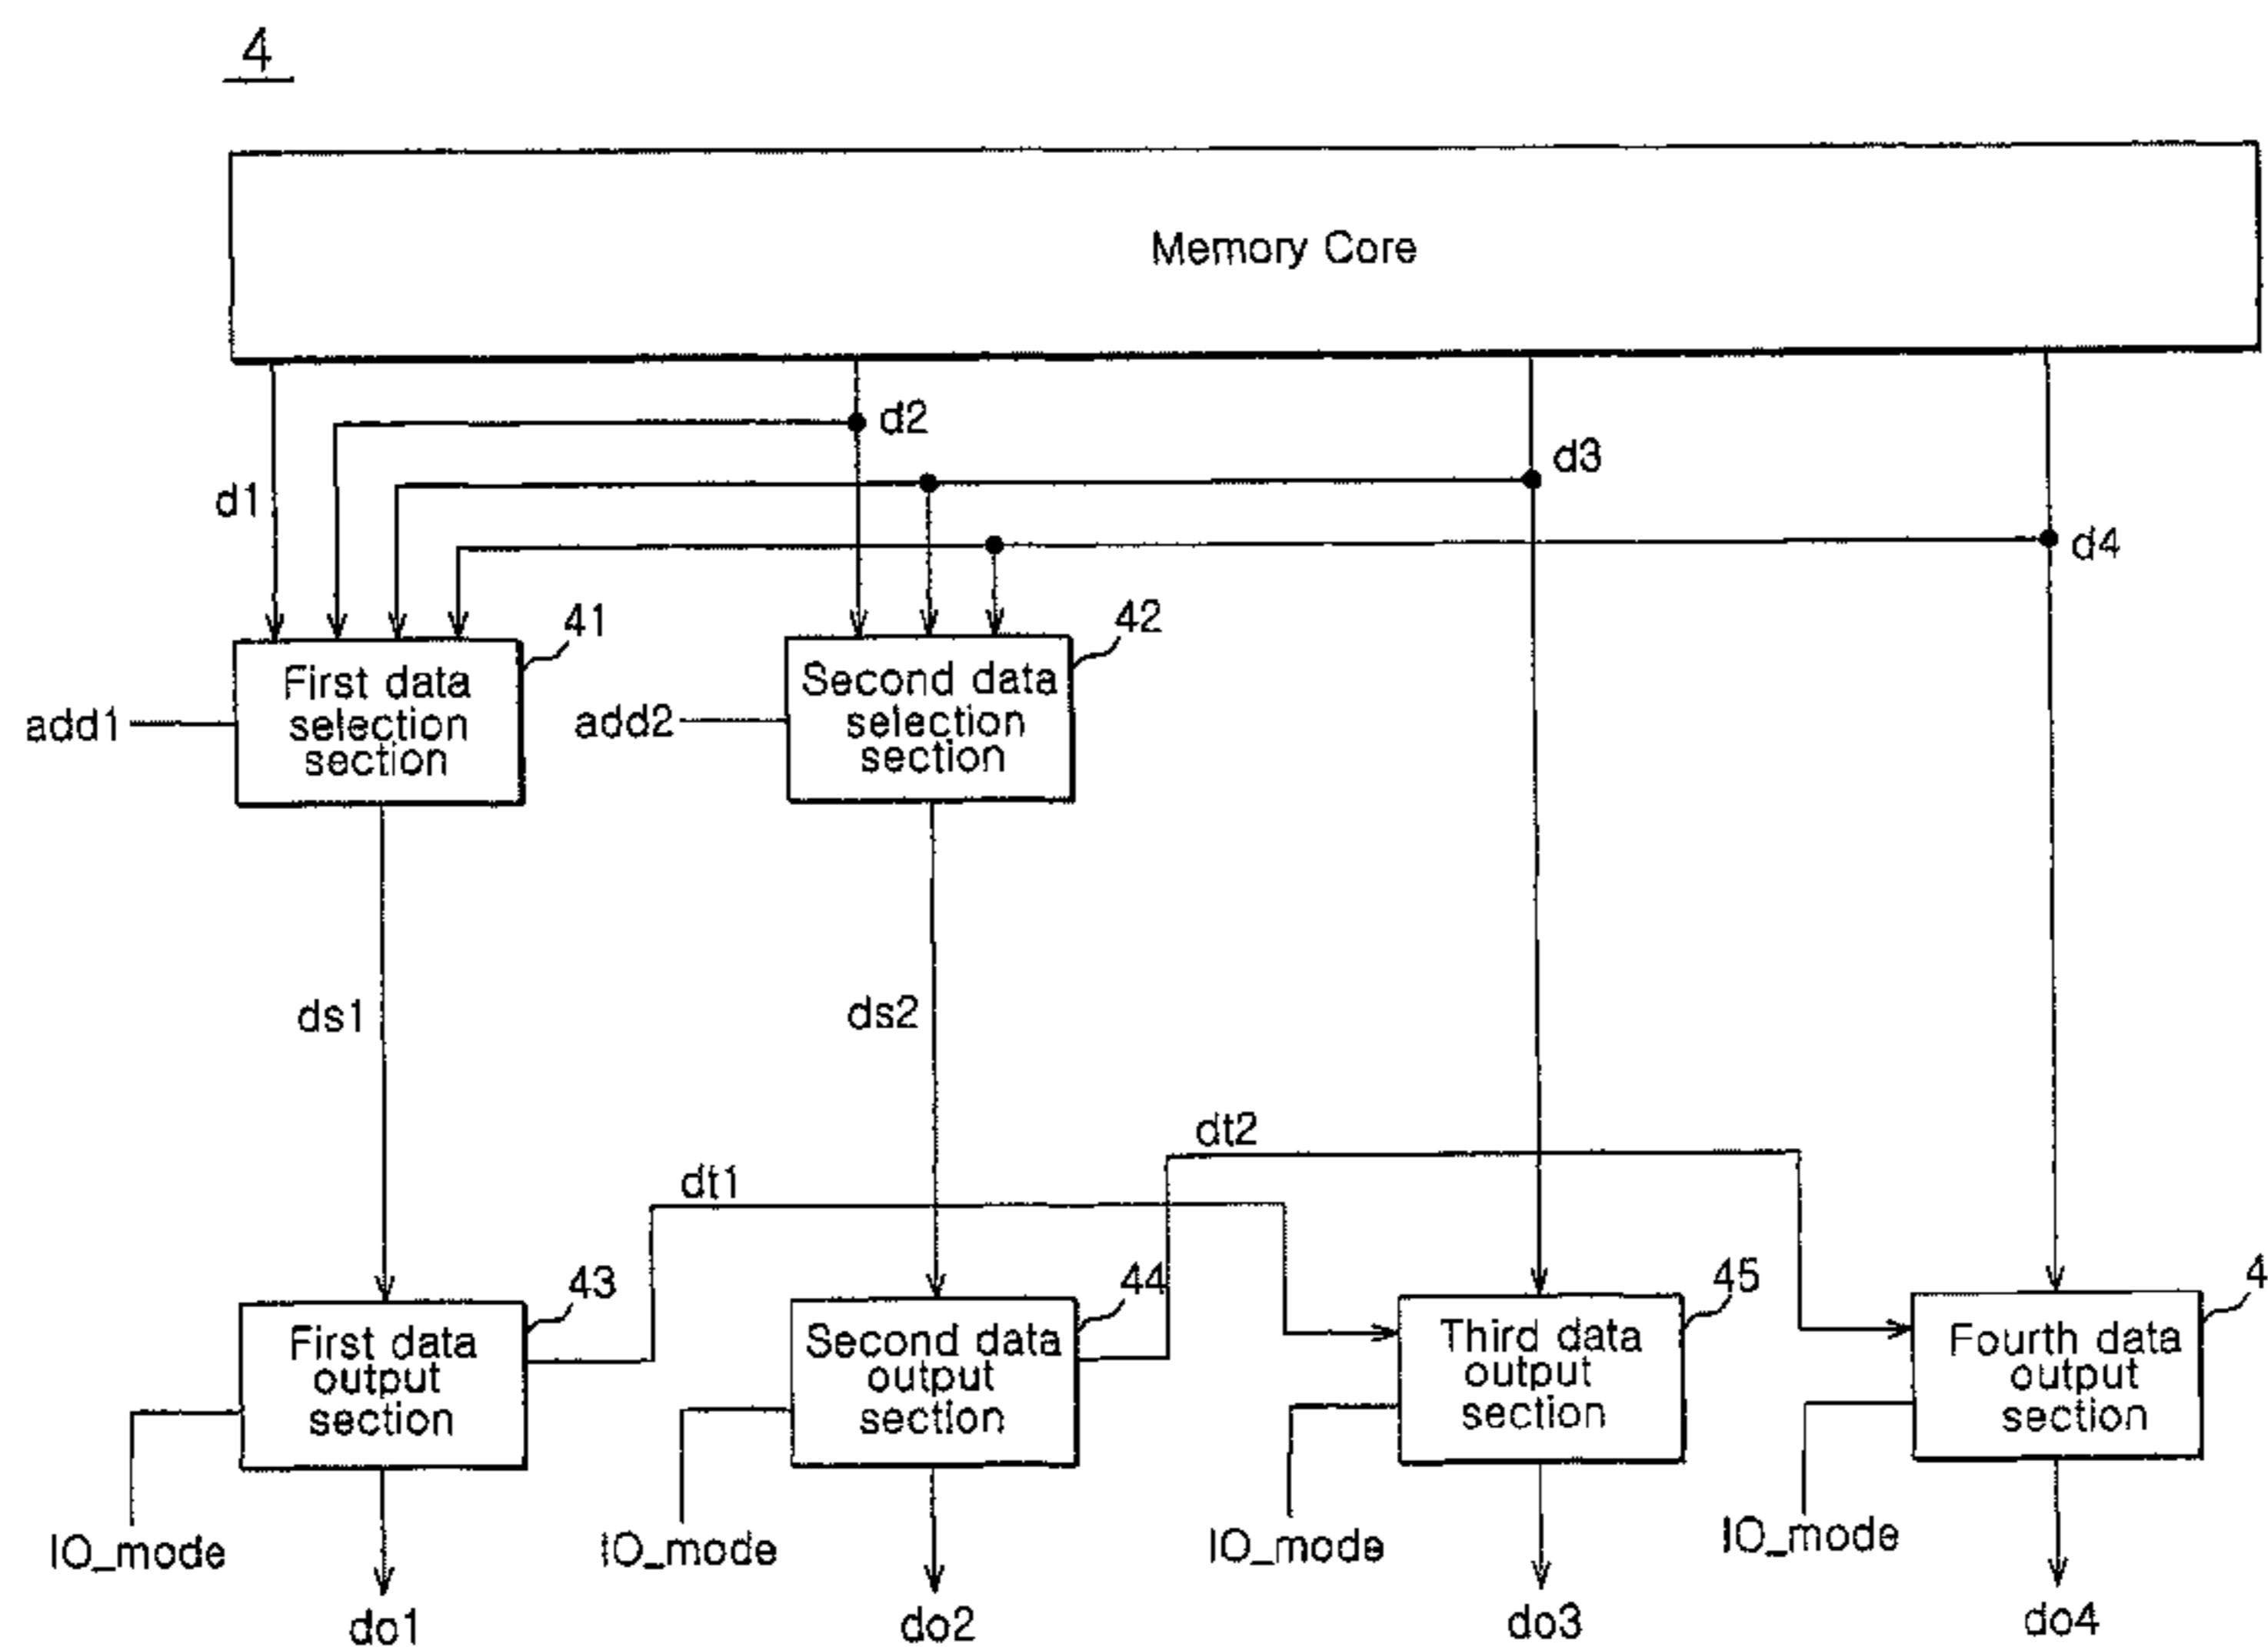 4
Memory Core
d2
d3
d1
d4
41
42
First data
selection
section
Second data
selection
section
add1
add2
ds1
ds2
dt2
dt1
43
44
45
4
First data
output
section
Second data
output
section
Third data
output
section
Fourth data
output
section
IO_mode
IO_mode
IO_mode
IO_mode
do1
do2
do3
do4